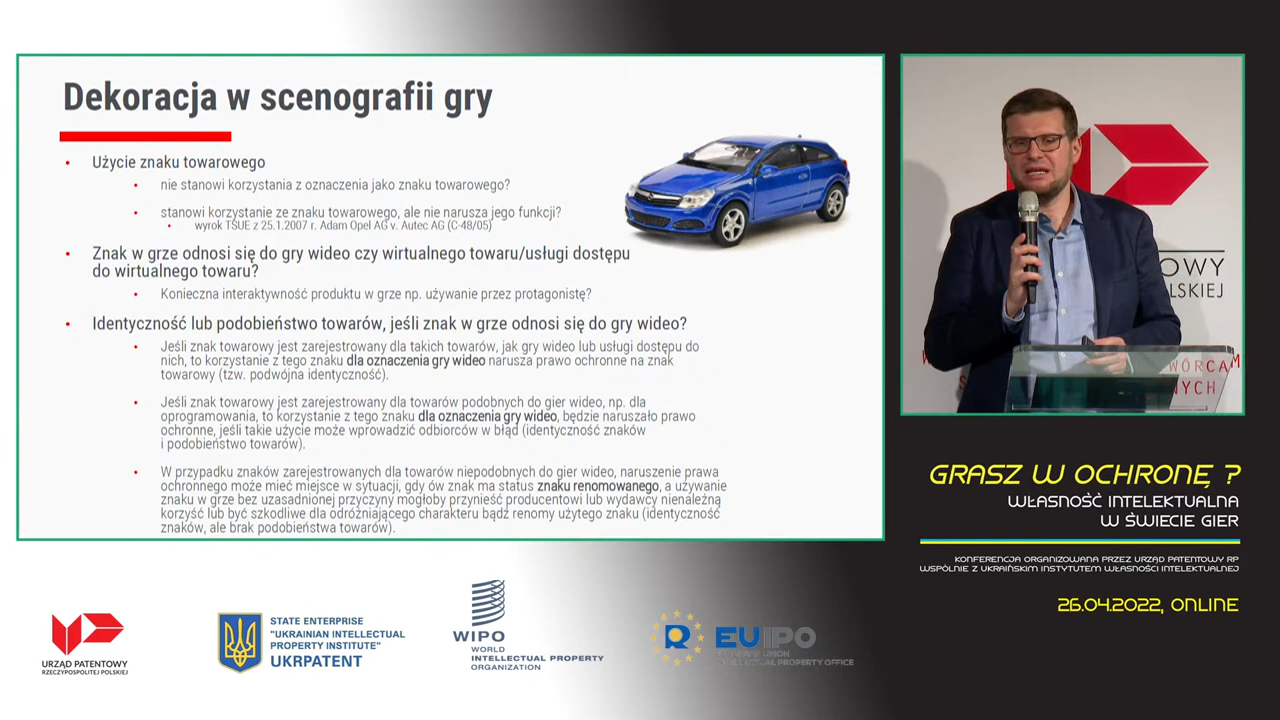 Dekoracja w scenografii gry
• Użycie znaku towarowego
• nie stanowi korzystania z oznaczenia jako znaku towarowego?
• stanowi korzystanie ze znaku towarowego, ale nie narusza jego funkcji?
• wyrok TSUE z 25.1.2007 r. Adam Opel AG v. Autec AG (C-48/05)
• Znak w grze odnosi się do gry wideo czy wirtualnego towaru/usługi dostępu
do wirtualnego towaru?
• Konieczna interaktywność produktu w grze np. używanie przez protagonistę?
• Identyczność lub podobieństwo towarów, jeśli znak w grze odnosi się do gry wideo?
• Jeśli znak towarowy jest zarejestrowany dla takich towarów, jak gry wideo lub usługi dostępu do
nich, to korzystanie z tego znaku dla oznaczenia gry wideo narusza prawo ochronne na znak
towarowy (tzw. podwójna identyczność).
• Jeśli znak towarowy jest zarejestrowany dla towarów podobnych do gier wideo, np. dla
oprogramowania, to korzystanie z tego znaku dla oznaczenia gry wideo, będzie naruszało prawo
ochronne, jeśli takie użycie może wprowadzić odbiorców w błąd (identyczność znaków
i podobieństwo towarów).
• W przypadku znaków zarejestrowanych dla towarów niepodobnych do gier wideo, naruszenie prawa
ochronnego może mieć miejsce w sytuacji, gdy ów znak ma status znaku renomowanego, a używanie
znaku w grze bez uzasadnionej przyczyny mogłoby przynieść producentowi lub wydawcy nienależną
korzyść lub być szkodliwe dla odróżniającego charakteru bądź renomy użytego znaku (identyczność
znaków, ale brak podobieństwa towarów).
OWY
LSKIEJ
WÓRCAM
NYCH
GRASZ W OCHRONĘ ?
WŁASNOŚĆ INTELEKTUALNA
W ŚWIECIE GIER
KONFERENCJA ORGANIZOWANA PRZEZ URZĄD PATENTOWY RP
WSPÓLNIE Z UKRAIŃSKIM INSTYTUTEM WŁASNOŚCI INTELEKTUALNEJ
26.04.2022, ONLINE
URZĄD PATENTOWY
RZECZYPOSPOLITEJ POLSKIEJ
STATE ENTERPRISE
"UKRAINIAN INTELLECTUAL
PROPERTY INSTITUTE"
UKRPATENT
WIPO
WORLD
INTELLECTUAL PROPERTY
ORGANIZATION
EUIPO
INTELLECTUAL PROPERTY OFFICE